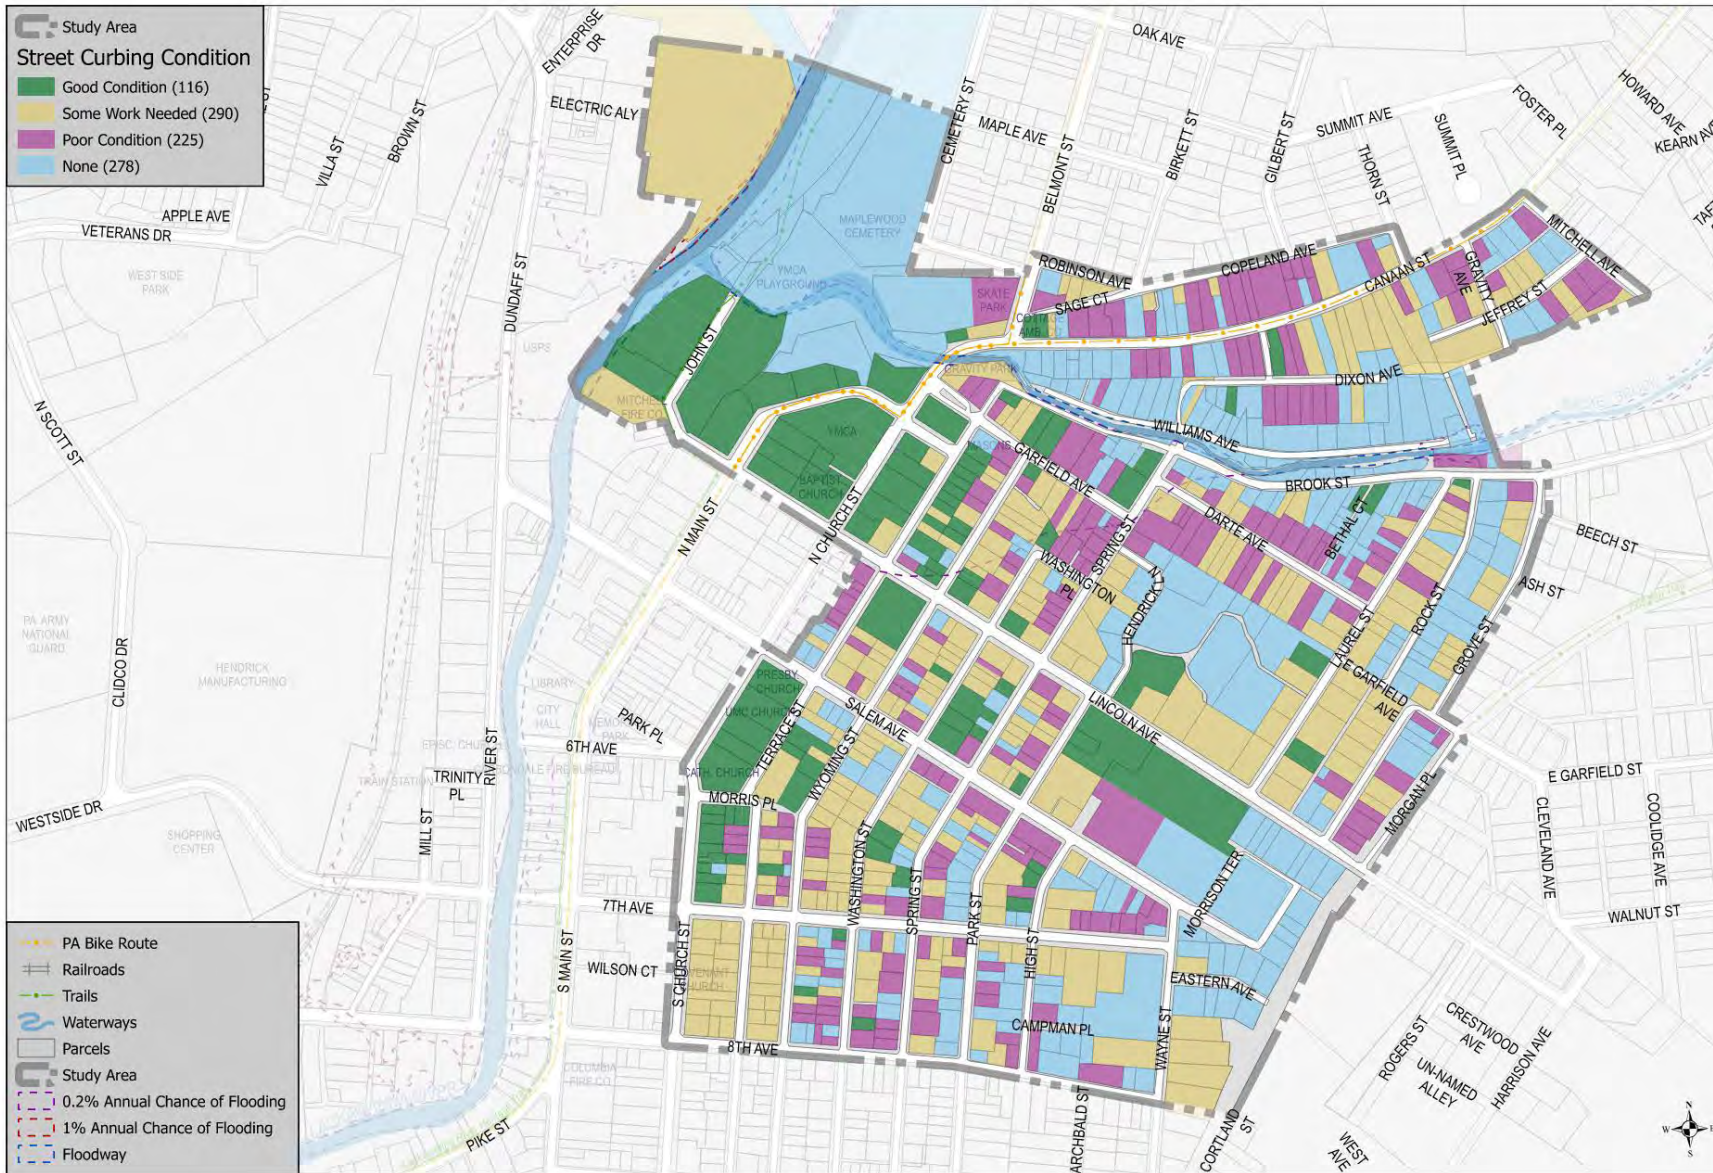 Study Area
Street Curbing Condition
Good Condition (116)
Some Work Needed (290)
Poor Condition (225)
None (278)
ENTERPRISE
DR
ELECTRIC ALY
BROWN ST
VILLA ST
APPLE AVE
VETERANS DR
WEST SIDE
PARK
DUNDAFF ST
USPS
N SCOTT ST
OAK AVE
CEMETERY ST
MAPLE AVE
BELMONT ST
BIRKETT ST
GILBERT ST
SUMMIT AVE
THORN ST
SUMMIT PL
FOSTER PL
HOWARD AVE
KEARN AVE
MAPLEWOOD
CEMETERY
YMCA
PLAYGROUND
SKATE
PARK
ROBINSON AVE
SAGE CT
COPELAND AVE
CANAAN ST
GRAVITY
AVE
MITCHELL AVE
JEFFREY ST
JOHN ST
GRAVITY PARK
DIXON AVE
MITCHELL
FIRE CO
YMCA
MASONS
WILLIAMS AVE
GARFIELD AVE
BAPTIST
CHURCH
N CHURCH ST
N MAIN ST
BROOK ST
DARTE AVE
BETHAL CT
SPRING ST
WASHINGTON
PL
BEECH ST
ASH ST
LAUREL ST
ROCK ST
GROVE ST
E GARFIELD
AVE
PA ARMY
NATIONAL
GUARD
HENDRICK
MANUFACTURING
CLIDCO DR
LIBRARY
CITY
HALL
PARK PL
6TH AVE
PRESBY
CHURCH
UMC CHURCH
CATH. CHURCH
TERRACE ST
WYOMING ST
SALEM AVE
LINCOLN AVE
MORRIS PL
TRAIN STATION
TRINITY
PL
RIVER ST
MILL ST
WESTSIDE DR
SHOPPING
CENTER
E GARFIELD ST
MORGAN PL
CLEVELAND AVE
COOLIDGE AVE
WALNUT ST
WASHINGTON ST
SPRING ST
PARK ST
HIGH ST
MORRISON TER
7TH AVE
S CHURCH ST
S MAIN ST
WILSON CT
EASTERN AVE
CAMPMAN PL
WAYNE ST
8TH AVE
COLUMBIA
FIRE CO
PIKE ST
ARCHBALD ST
CORTLAND
ST
WEST
AVE
ROGERS ST
CRESTWOOD
AVE
UN-NAMED
ALLEY
HARRISON AVE
PA Bike Route
Railroads
Trails
Waterways
Parcels
Study Area
0.2% Annual Chance of Flooding
1% Annual Chance of Flooding
Floodway
N
W
E
S